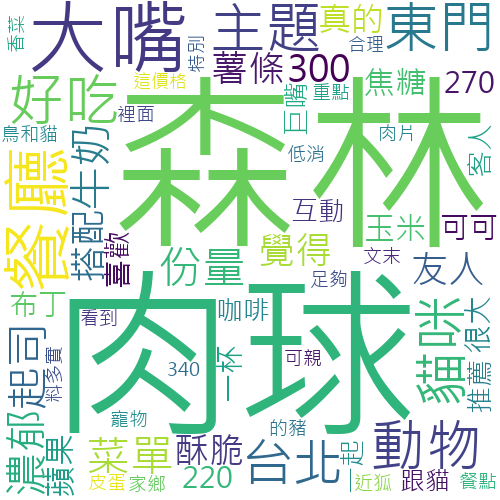 香菜
大嘴
主題
特別
真的
合理
東門
好吃
這價格
裡面
薯條
300
巨嘴
重點
焦糖
270
鳥和貓
餐廳
搭配
牛奶
森林
低消
肉片
客人
喜歡
互動
玉米
可可
份量
覺得
足夠
文末
友人
布丁
看到
咖啡
貓咪
很大
推薦
肉球
起司
料多實
340
一杯
可親
濃郁
蘋果
寵物
的豬
菜單
酥脆
台北
起
動物
皮蛋
家鄉
220
近狐
跟貓
餐點